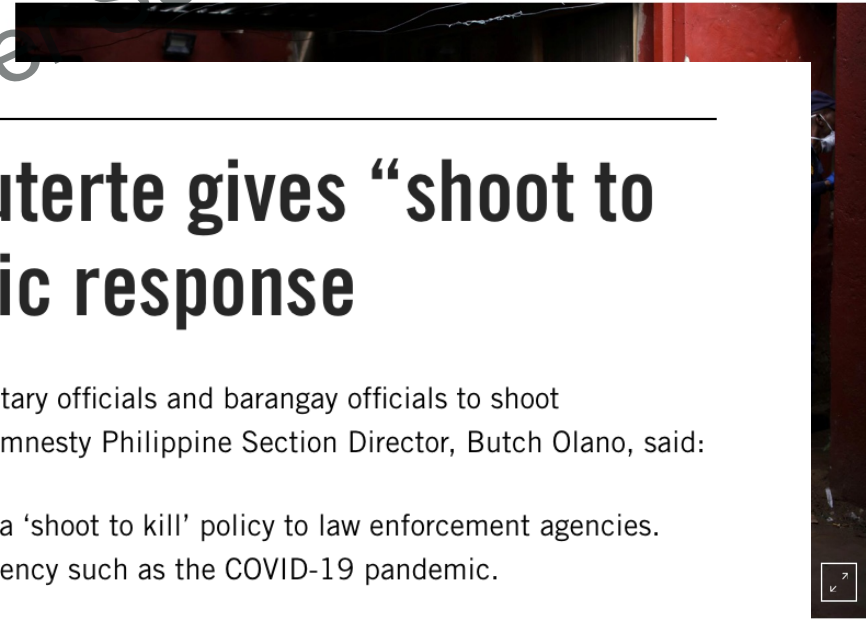 uterte gives “shoot to
ic response
tary officials and barangay officials to shoot
mnesty Philippine Section Director, Butch Olano, said:
a ‘shoot to kill’ policy to law enforcement agencies.
ency such as the COVID-19 pandemic.